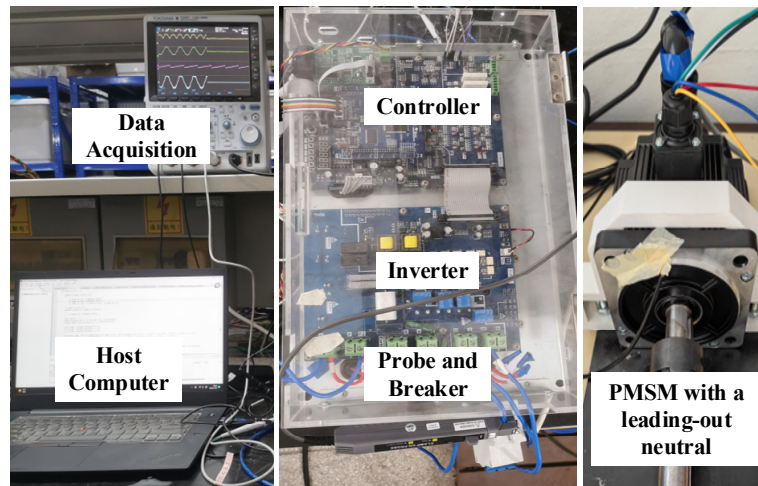 Data
Acquisition
Host
Computer
Controller
Inverter
Probe and
Breaker
PMSM with a
leading-out
neutral